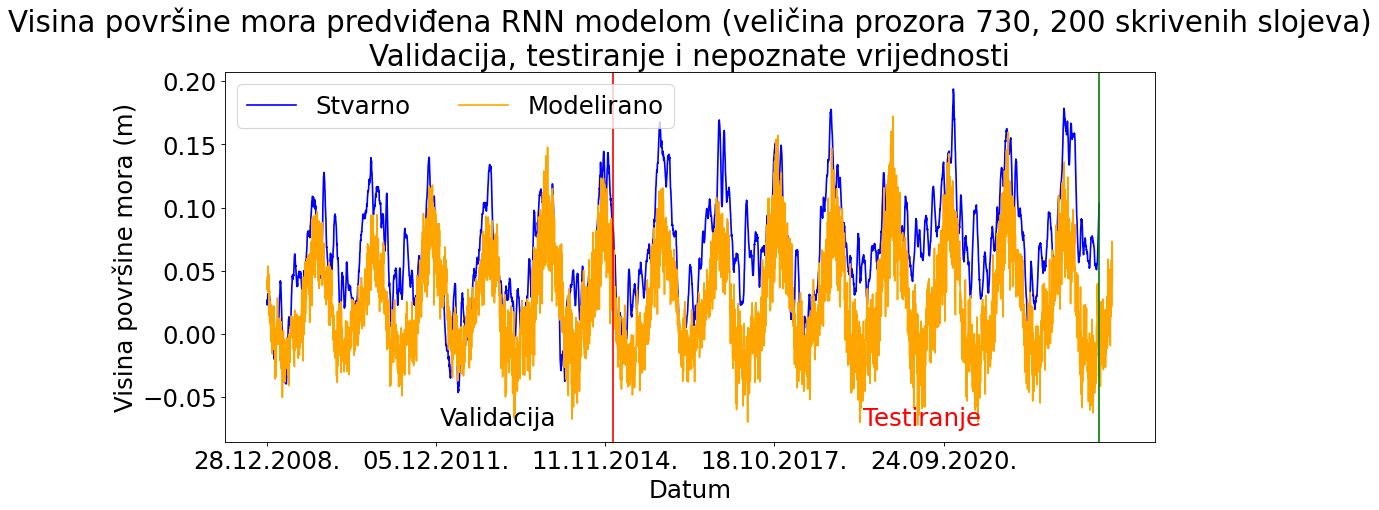 Visina površine mora predviđena RNN modelom (veličina prozora 730, 200 skrivenih slojeva)
Validacija, testiranje i nepoznate vrijednosti
Stvarno
Modelirano
Visina površine mora (m)
0.20
0.15
0.10
0.05
0.00
−0.05
Validacija
Testiranje
28.12.2008.
05.12.2011.
11.11.2014.
18.10.2017.
24.09.2020.
Datum